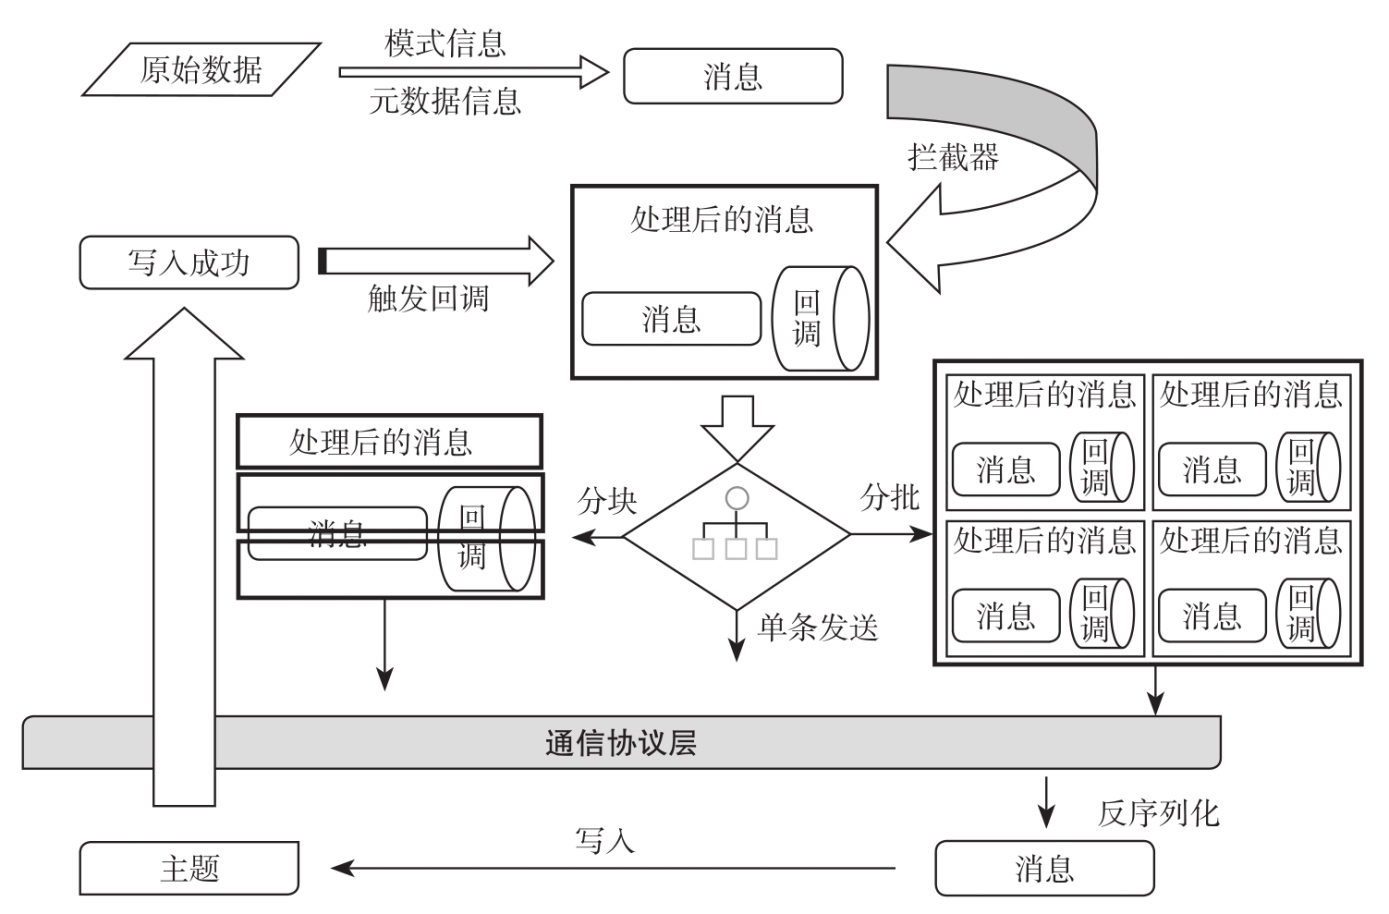 原始数据
模式信息
元数据信息
消息
拦截器
处理后的消息
消息
回
调
写入成功
触发回调
处理后的消息
消息
回
调
分块
分批
单条发送
处理后的消息
消息
回
调
处理后的消息
消息
回
调
处理后的消息
消息
回
调
处理后的消息
消息
回
调
通信协议层
反序列化
消息
写入
主题